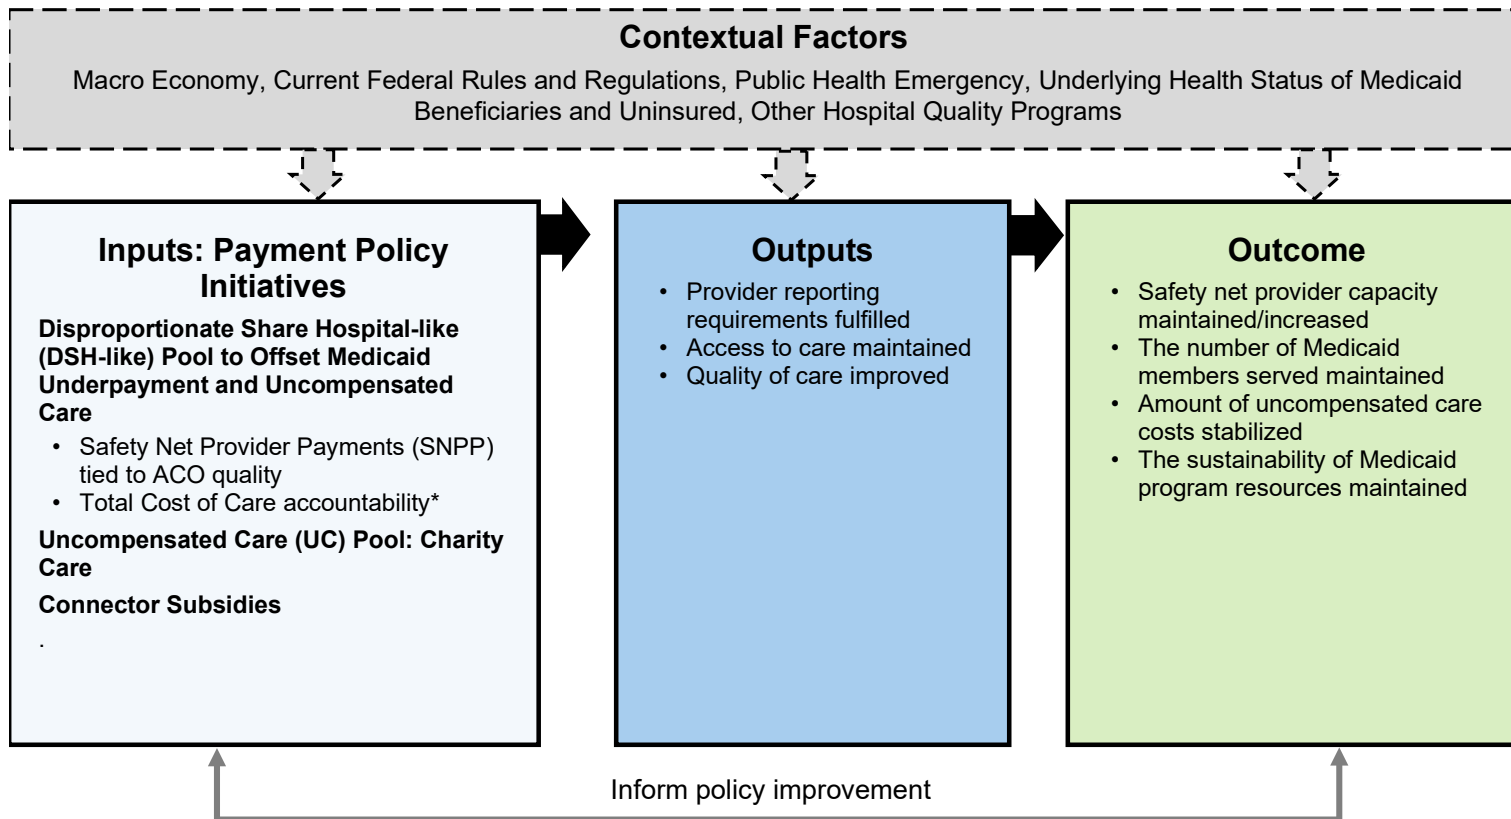 Contextual Factors
Macro Economy, Current Federal Rules and Regulations, Public Health Emergency, Underlying Health Status of Medicaid
Beneficiaries and Uninsured, Other Hospital Quality Programs
Inputs: Payment Policy
Initiatives
Disproportionate Share Hospital-like
(DSH-like) Pool to Offset Medicaid
Underpayment and Uncompensated
Care
• Safety Net Provider Payments (SNPP)
tied to ACO quality
• Total Cost of Care accountability*
Uncompensated Care (UC) Pool: Charity
Care
Connector Subsidies
.
Outputs
• Provider reporting
requirements fulfilled
• Access to care maintained
• Quality of care improved
Outcome
• Safety net provider capacity
maintained/increased
• The number of Medicaid
members served maintained
• Amount of uncompensated care
costs stabilized
• The sustainability of Medicaid
program resources maintained
Inform policy improvement